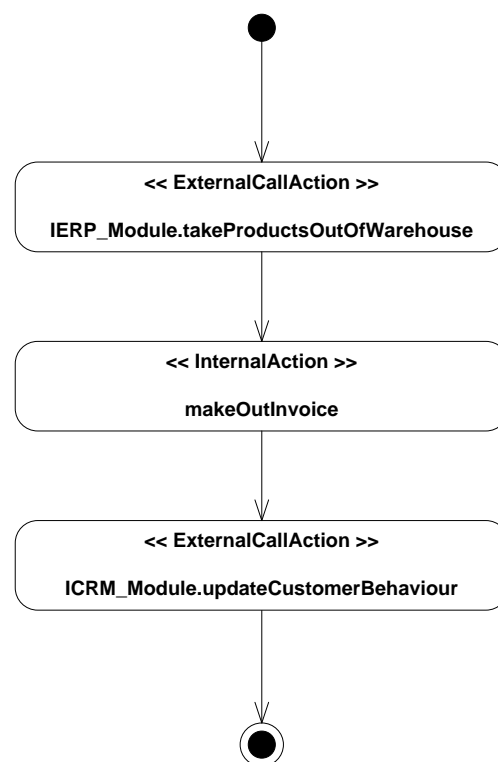 << ExternalCallAction >>
IERP_Module.takeProductsOutOfWarehouse
<< InternalAction >>
makeOutInvoice
<< ExternalCallAction >>
ICRM_Module.updateCustomerBehaviour